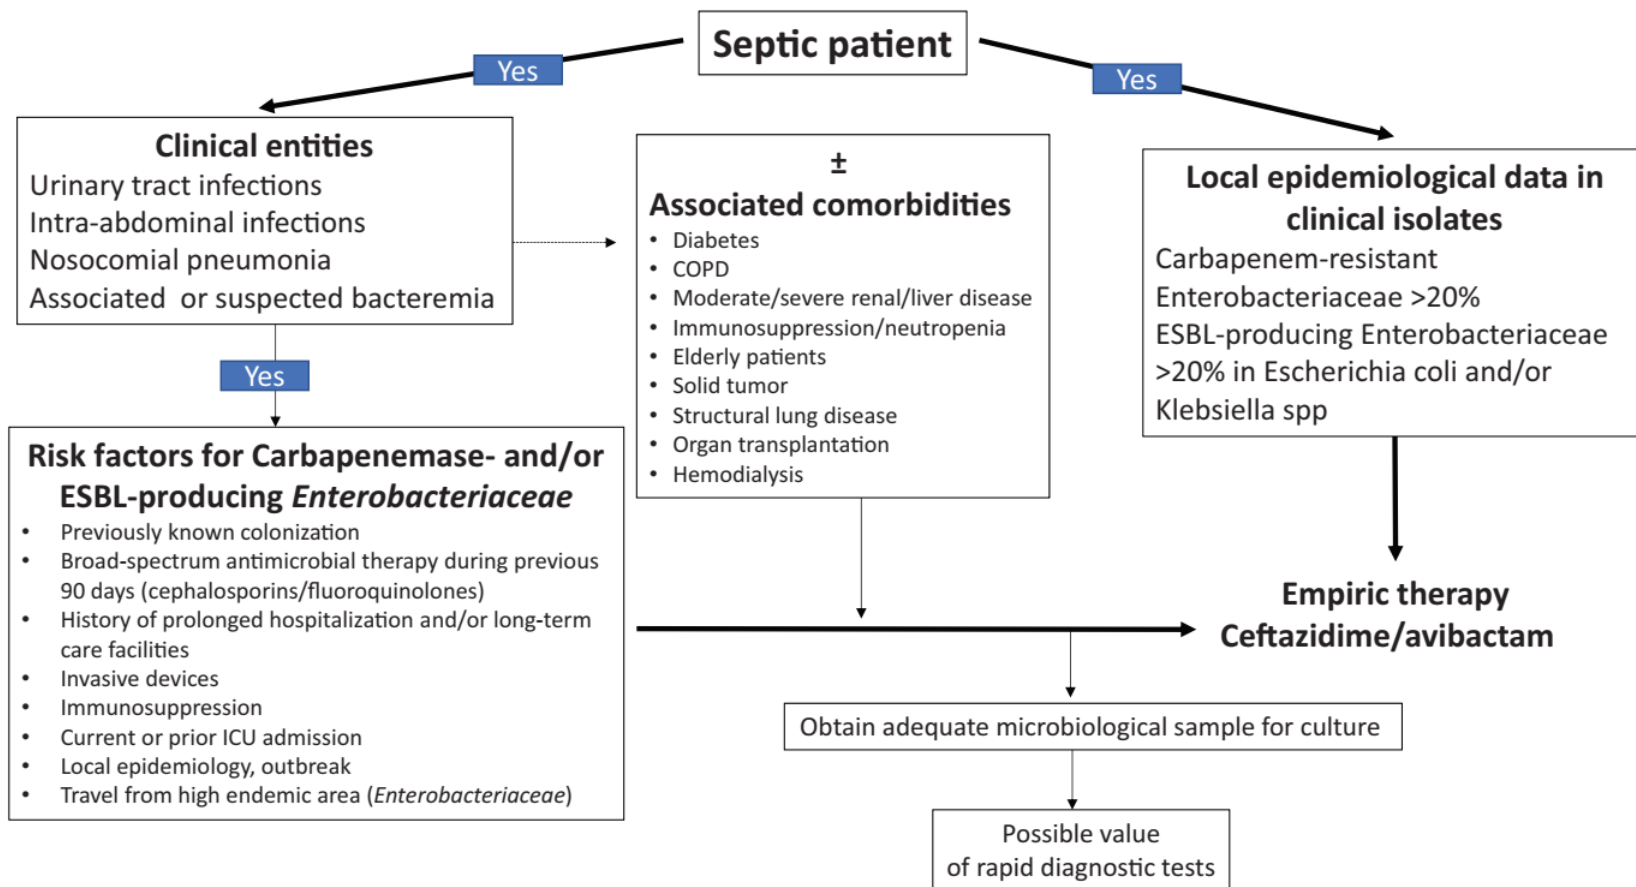 Septic patient
Yes
Yes
Clinical entities
Urinary tract infections
Intra-abdominal infections
Nosocomial pneumonia
Associated or suspected bacteremia
±
Associated comorbidities
• Diabetes
• COPD
• Moderate/severe renal/liver disease
• Immunosuppression/neutropenia
• Elderly patients
• Solid tumor
• Structural lung disease
• Organ transplantation
• Hemodialysis
Local epidemiological data in
clinical isolates
Carbapenem-resistant
Enterobacteriaceae >20%
ESBL-producing Enterobacteriaceae
>20% in Escherichia coli and/or
Klebsiella spp
Yes
Risk factors for Carbapenemase- and/or
ESBL-producing Enterobacteriaceae
• Previously known colonization
• Broad-spectrum antimicrobial therapy during previous
90 days (cephalosporins/fluoroquinolones)
• History of prolonged hospitalization and/or long-term
care facilities
• Invasive devices
• Immunosuppression
• Current or prior ICU admission
• Local epidemiology, outbreak
• Travel from high endemic area (Enterobacteriaceae)
Empiric therapy
Ceftazidime/avibactam
Obtain adequate microbiological sample for culture
Possible value
of rapid diagnostic tests